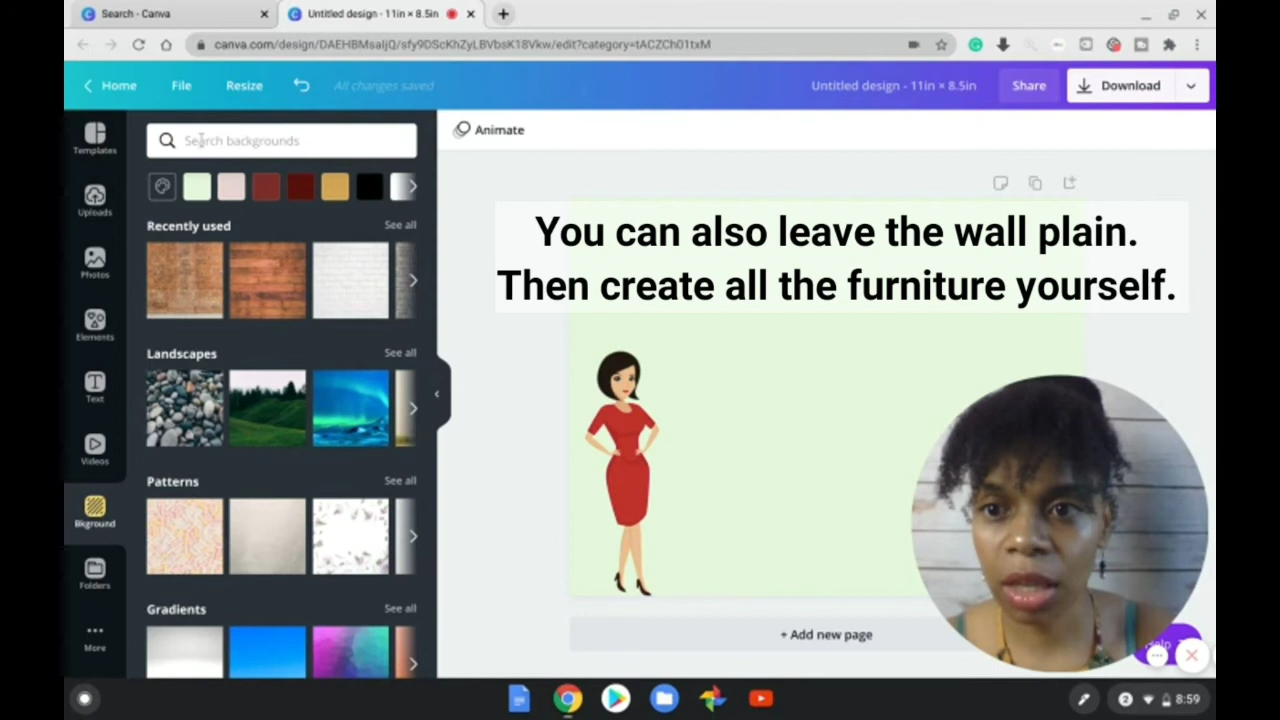 Search - Canva
Untitled design - 11in × 8.5in
canva.com/design/DAEHBMsaljQ/sfy9DScKhZyLBVbsK18Vkw/edit?category=tACZCh01txM
Home
File
Resize
All changes saved
Untitled design - 11in × 8.5in
Share
Download
Templates
Uploads
Photos
Elements
Text
Videos
Bkground
Folders
More
Search backgrounds
Recently used
See all
Landscapes
See all
Patterns
See all
Gradients
See all
Animate
You can also leave the wall plain.
Then create all the furniture yourself.
+ Add new page
Help
2
8:59